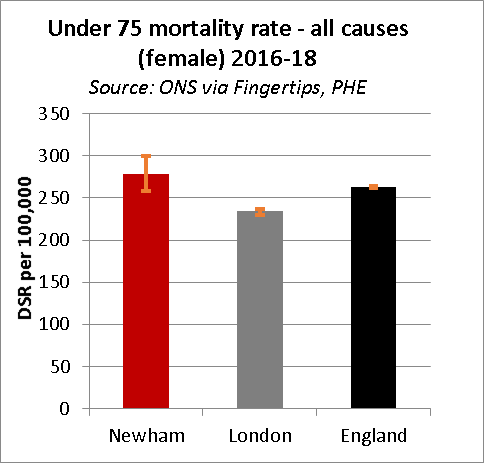 Under 75 mortality rate - all causes
(female) 2016-18
Source: ONS via Fingertips, PHE
DSR per 100,000
350
300
250
200
150
100
50
0
Newham London England